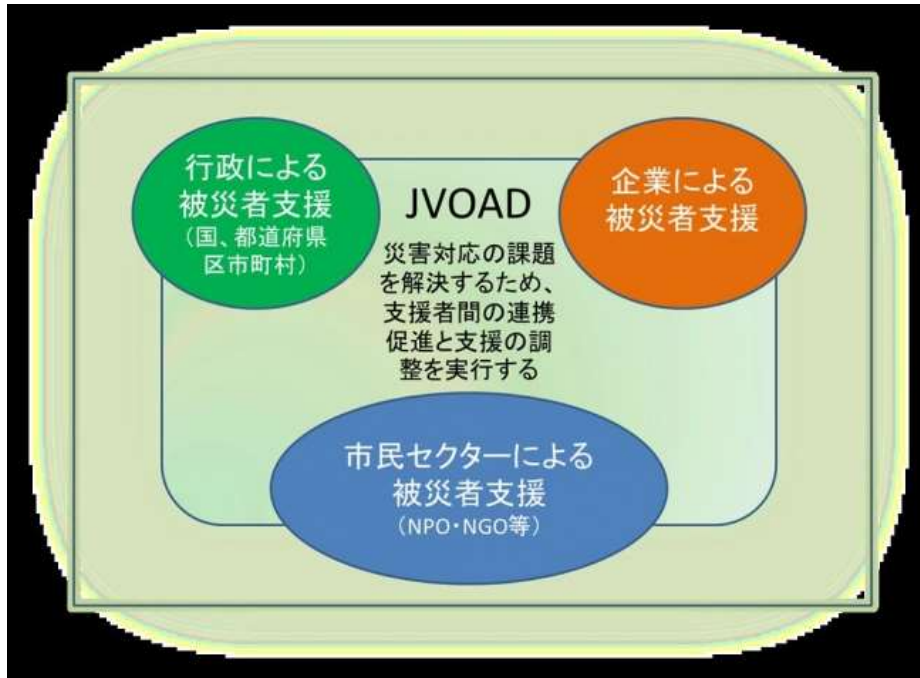 行政による
被災者支援
（国、都道府県
区市町村）
JVOAD
災害対応の課題
を解決するため、
支援者間の連携
促進と支援の調
整を実行する
企業による
被災者支援
市民セクターによる
被災者支援
（NPO・NGO等）